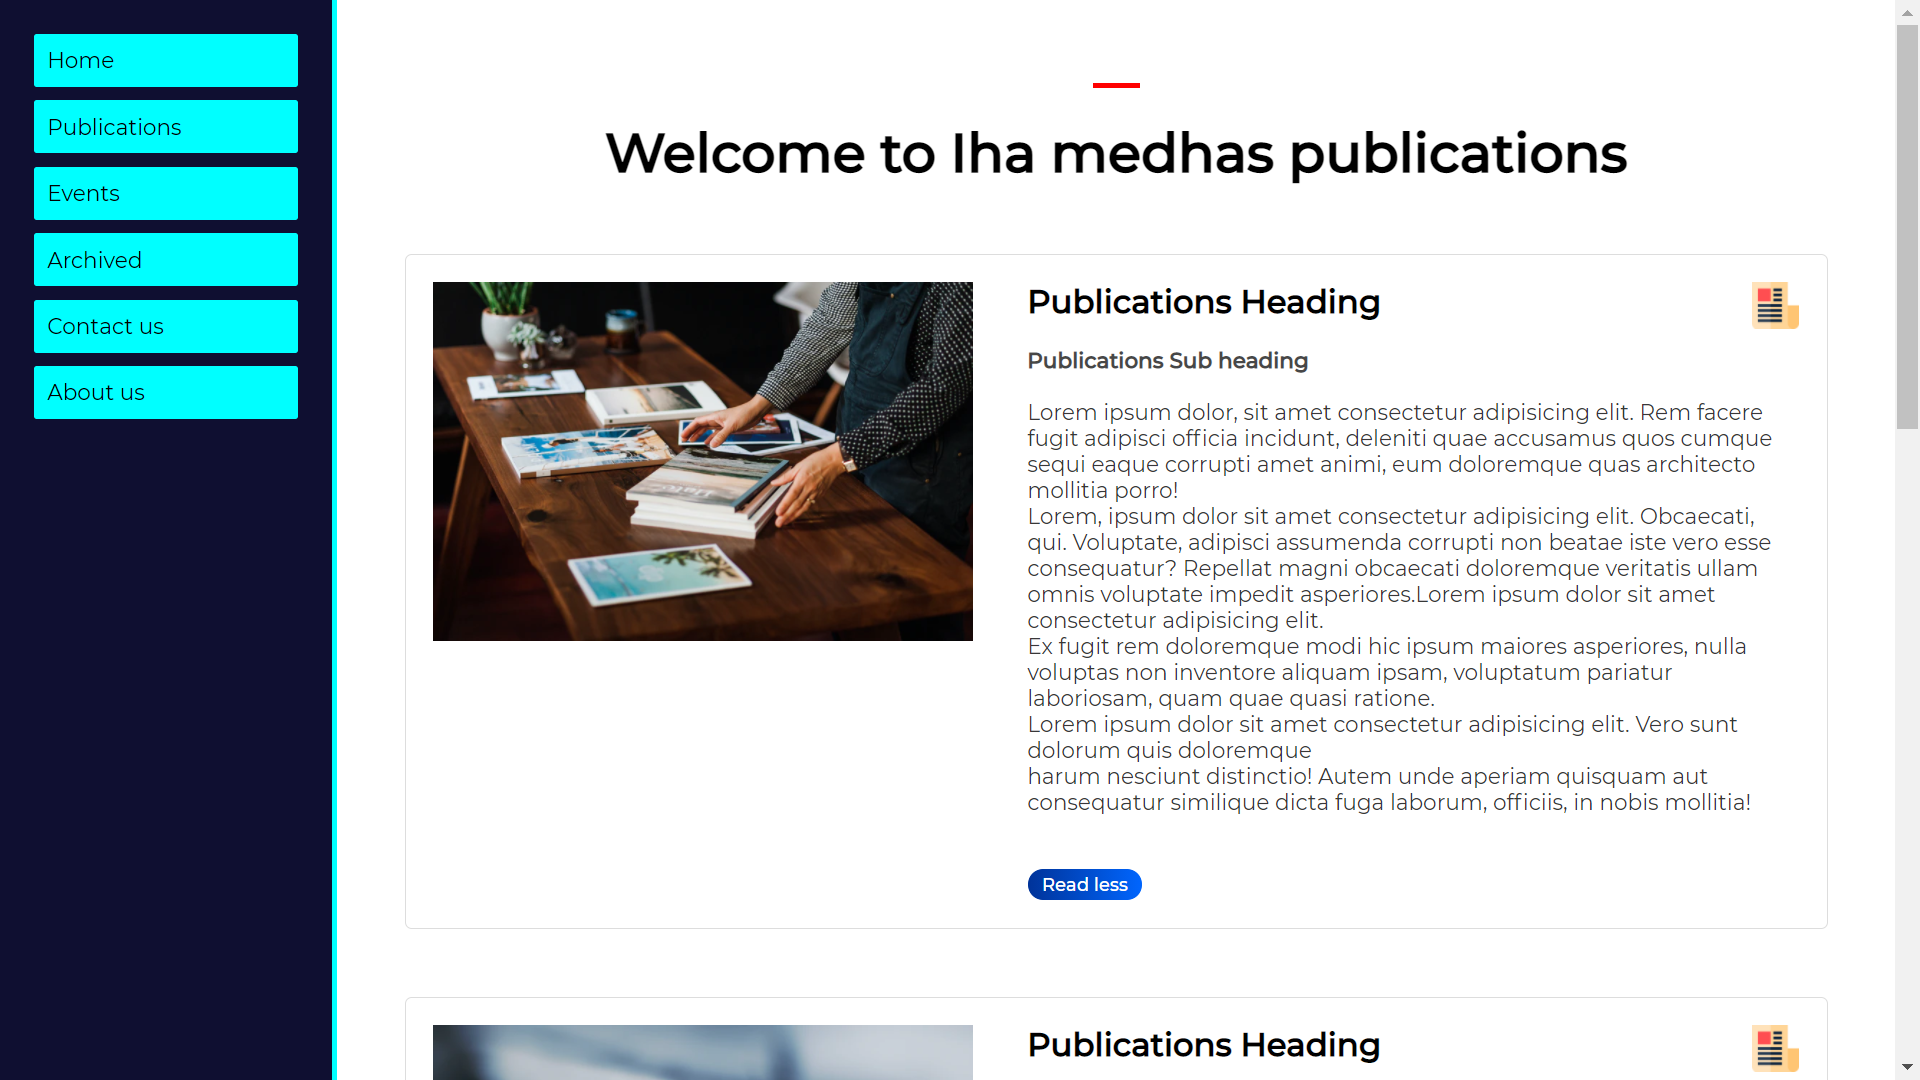 Home
Publications
Events
Archived
Contact us
About us
Welcome to Iha medhas publications
Publications Heading
Publications Sub heading
Lorem ipsum dolor, sit amet consectetur adipisicing elit. Rem facere
fugit adipisci officia incidunt, deleniti quae accusamus quos cumque
sequi eaque corrupti amet animi, eum doloremque quas architecto
mollitia porro!
Lorem, ipsum dolor sit amet consectetur adipisicing elit. Obcaecati,
qui. Voluptate, adipisci assumenda corrupti non beatae iste vero esse
consequatur? Repellat magni obcaecati doloremque veritatis ullam
omnis voluptate impedit asperiores.Lorem ipsum dolor sit amet
consectetur adipisicing elit.
Ex fugit rem doloremque modi hic ipsum maiores asperiores, nulla
voluptas non inventore aliquam ipsam, voluptatum pariatur
laboriosam, quam quae quasi ratione.
Lorem ipsum dolor sit amet consectetur adipisicing elit. Vero sunt
dolorum quis doloremque
harum nesciunt distinctio! Autem unde aperiam quisquam aut
consequatur similique dicta fuga laborum, officiis, in nobis mollitia!
Read less
Publications Heading